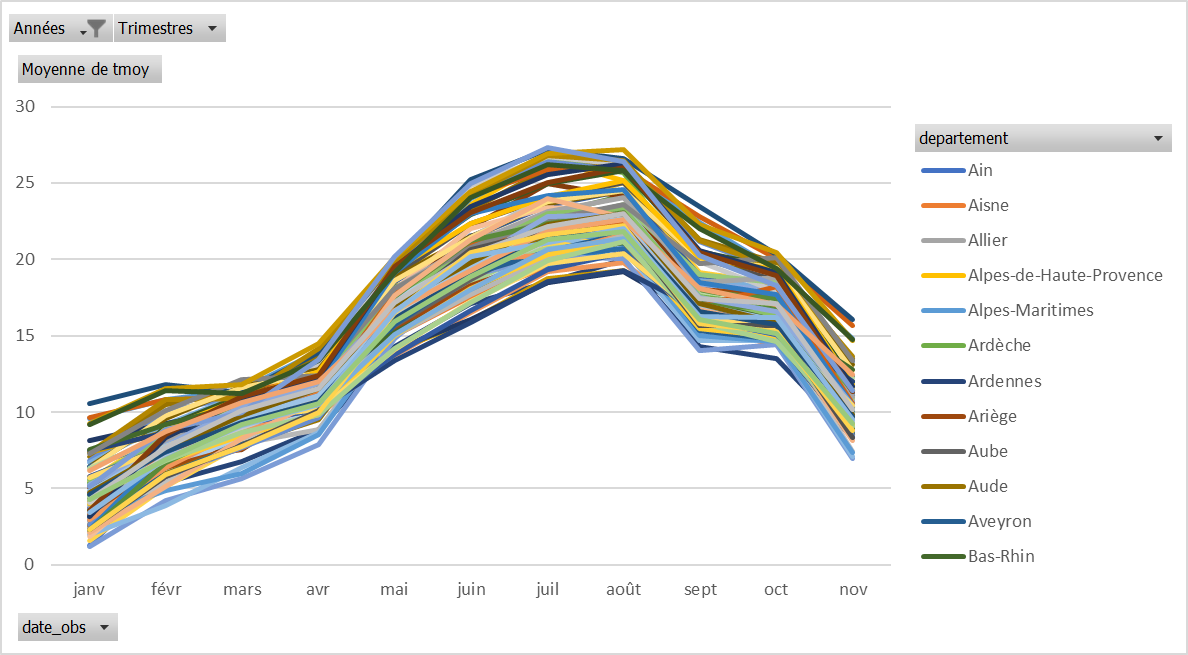 Années Trimestres
Moyenne de tmoy
30
25
20
15
10
5
0
janv févr mars avr mai juin juil août sept oct nov
date_obs
departement
Ain
Aisne
Allier
Alpes-de-Haute-Provence
Alpes-Maritimes
Ardèche
Ardennes
Ariège
Aube
Aude
Aveyron
Bas-Rhin